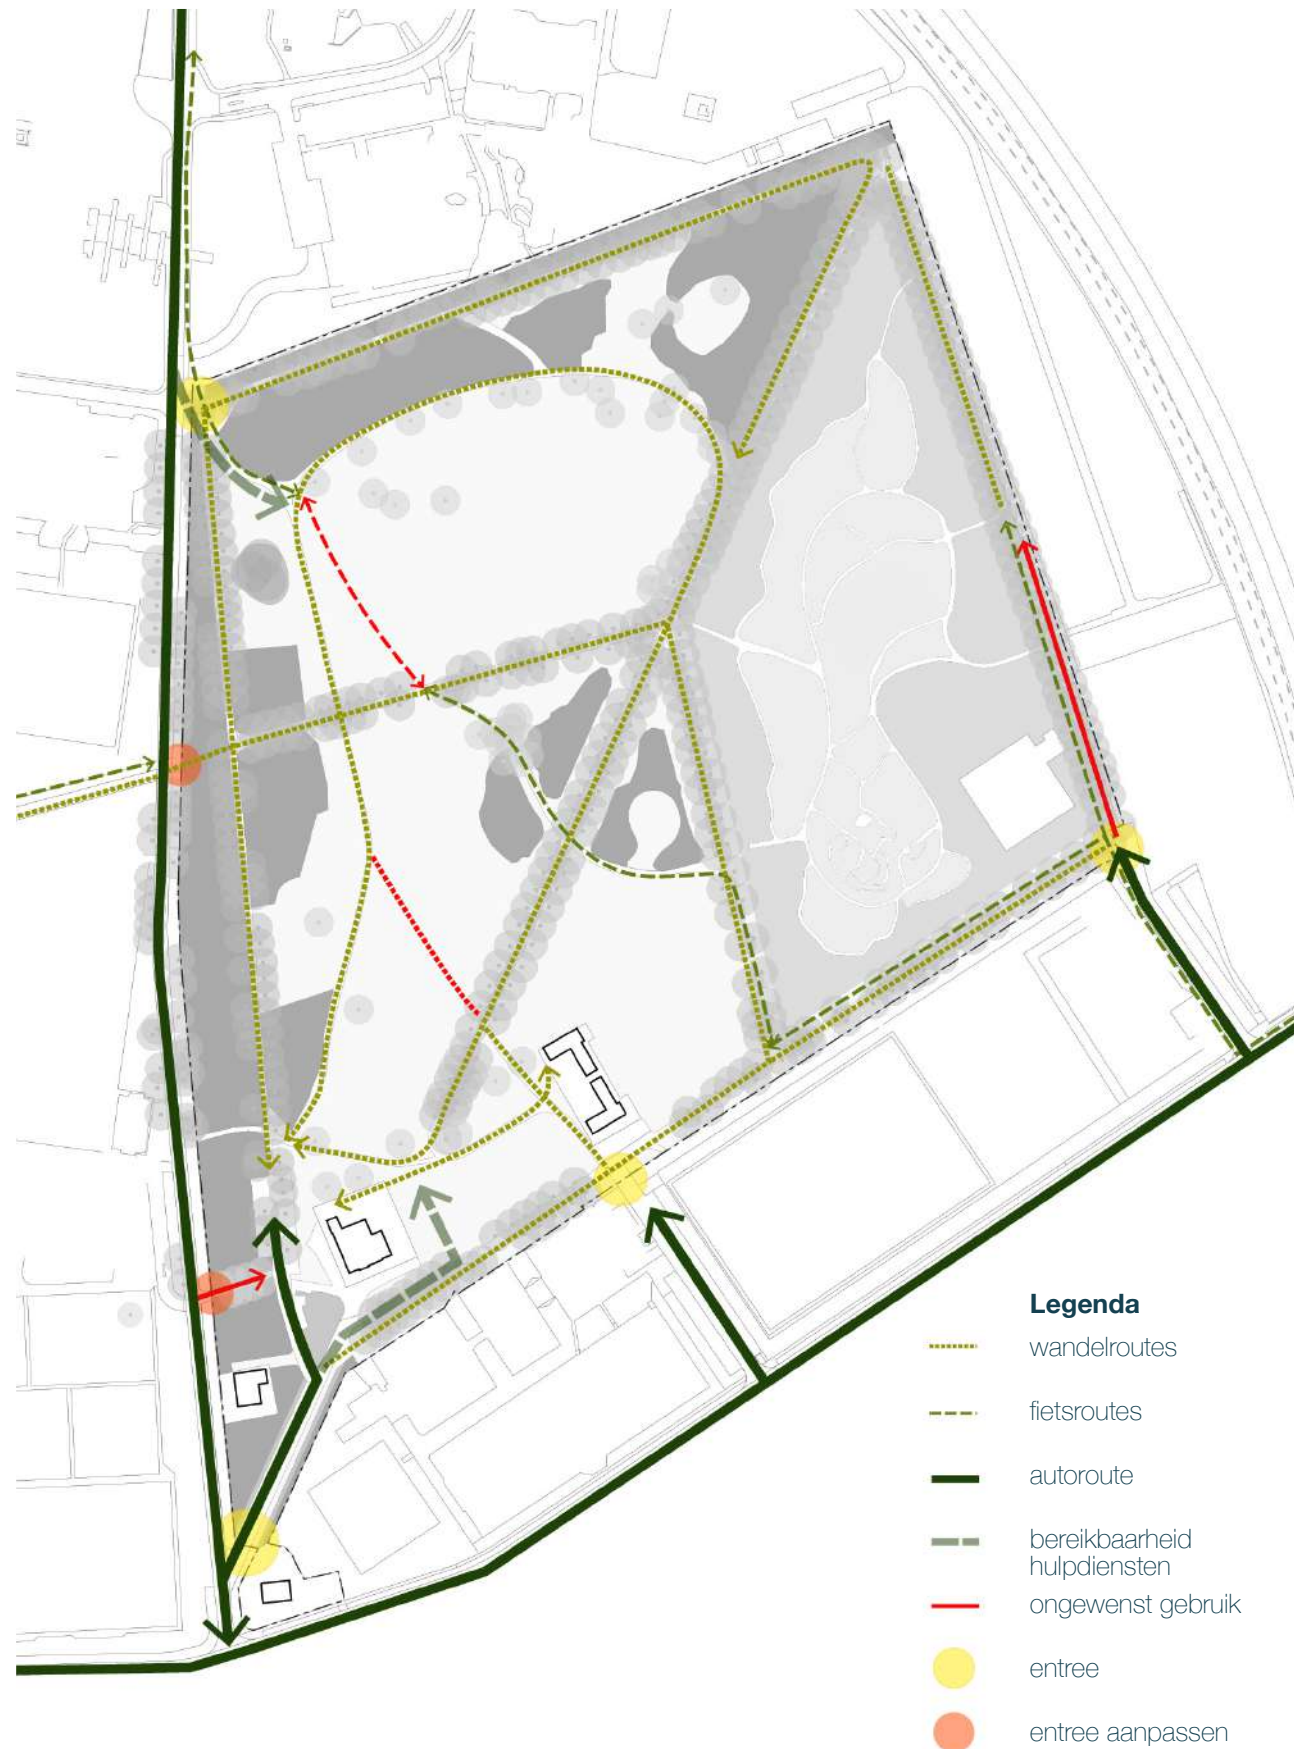 Legenda
wandelroutes
fietsroutes
autoroute
bereikbaarheid
hulpdiensten
ongewenst gebruik
entree
entree aanpassen